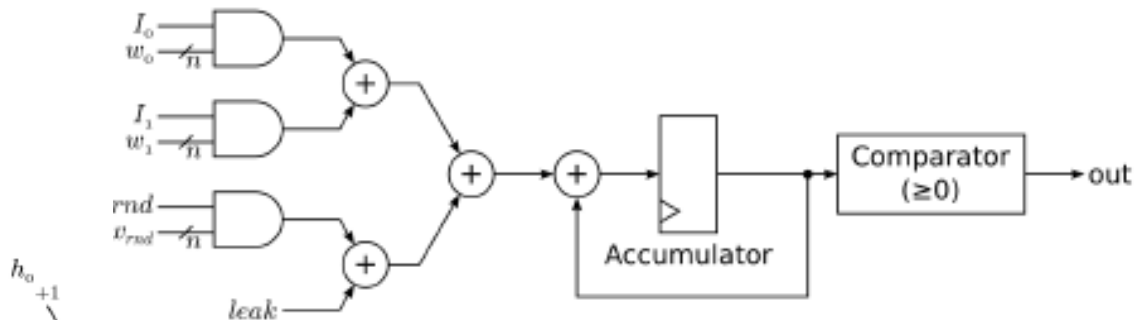 I₀
w₀
n
I₁
w₁
n
rnd
v_rnd
n
leak
+
+
+
+
Accumulator
Comparator
(≥0)
out
h₀
+1